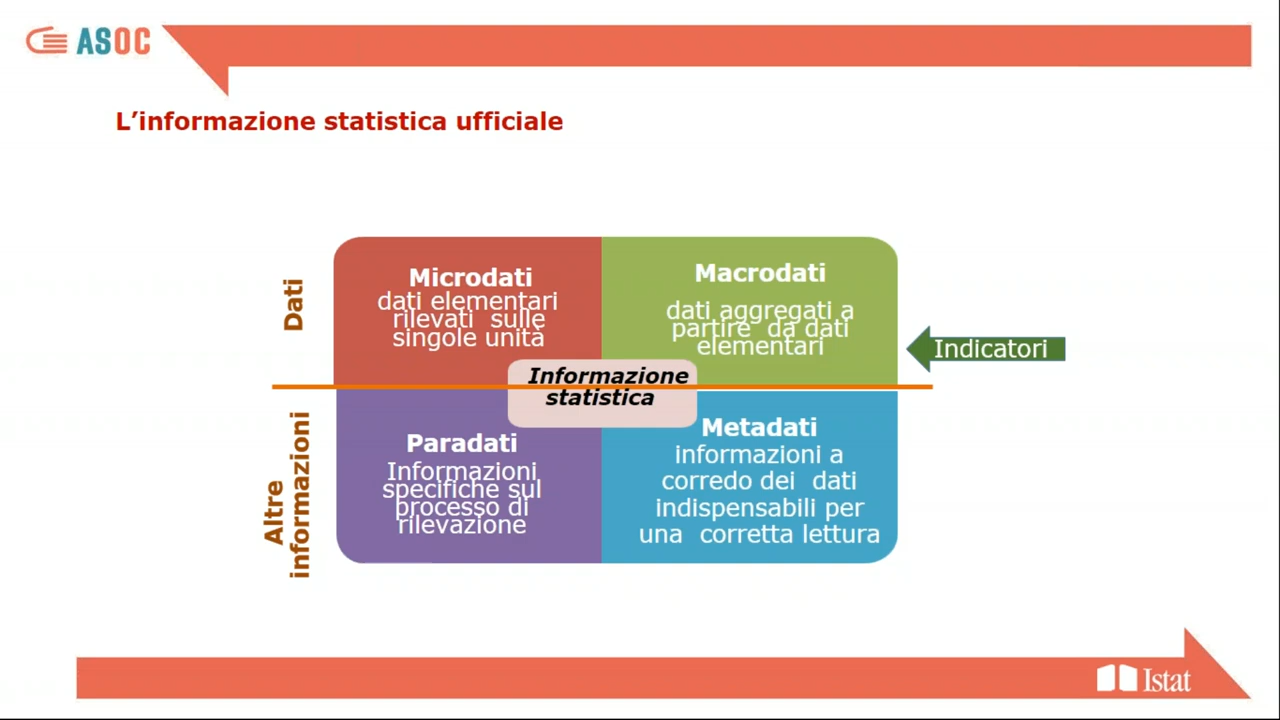 ASOC
L’informazione statistica ufficiale
Dati
Microdati
dati elementari
rilevati sulle
singole unità
Macrodati
dati aggregati a
partire da dati
elementari
Indicatori
Informazione
statistica
Altre
informazioni
Paradati
Informazioni
specifiche sul
processo di
rilevazione
Metadati
informazioni a
corredo dei dati
indispensabili per
una corretta lettura
Istat